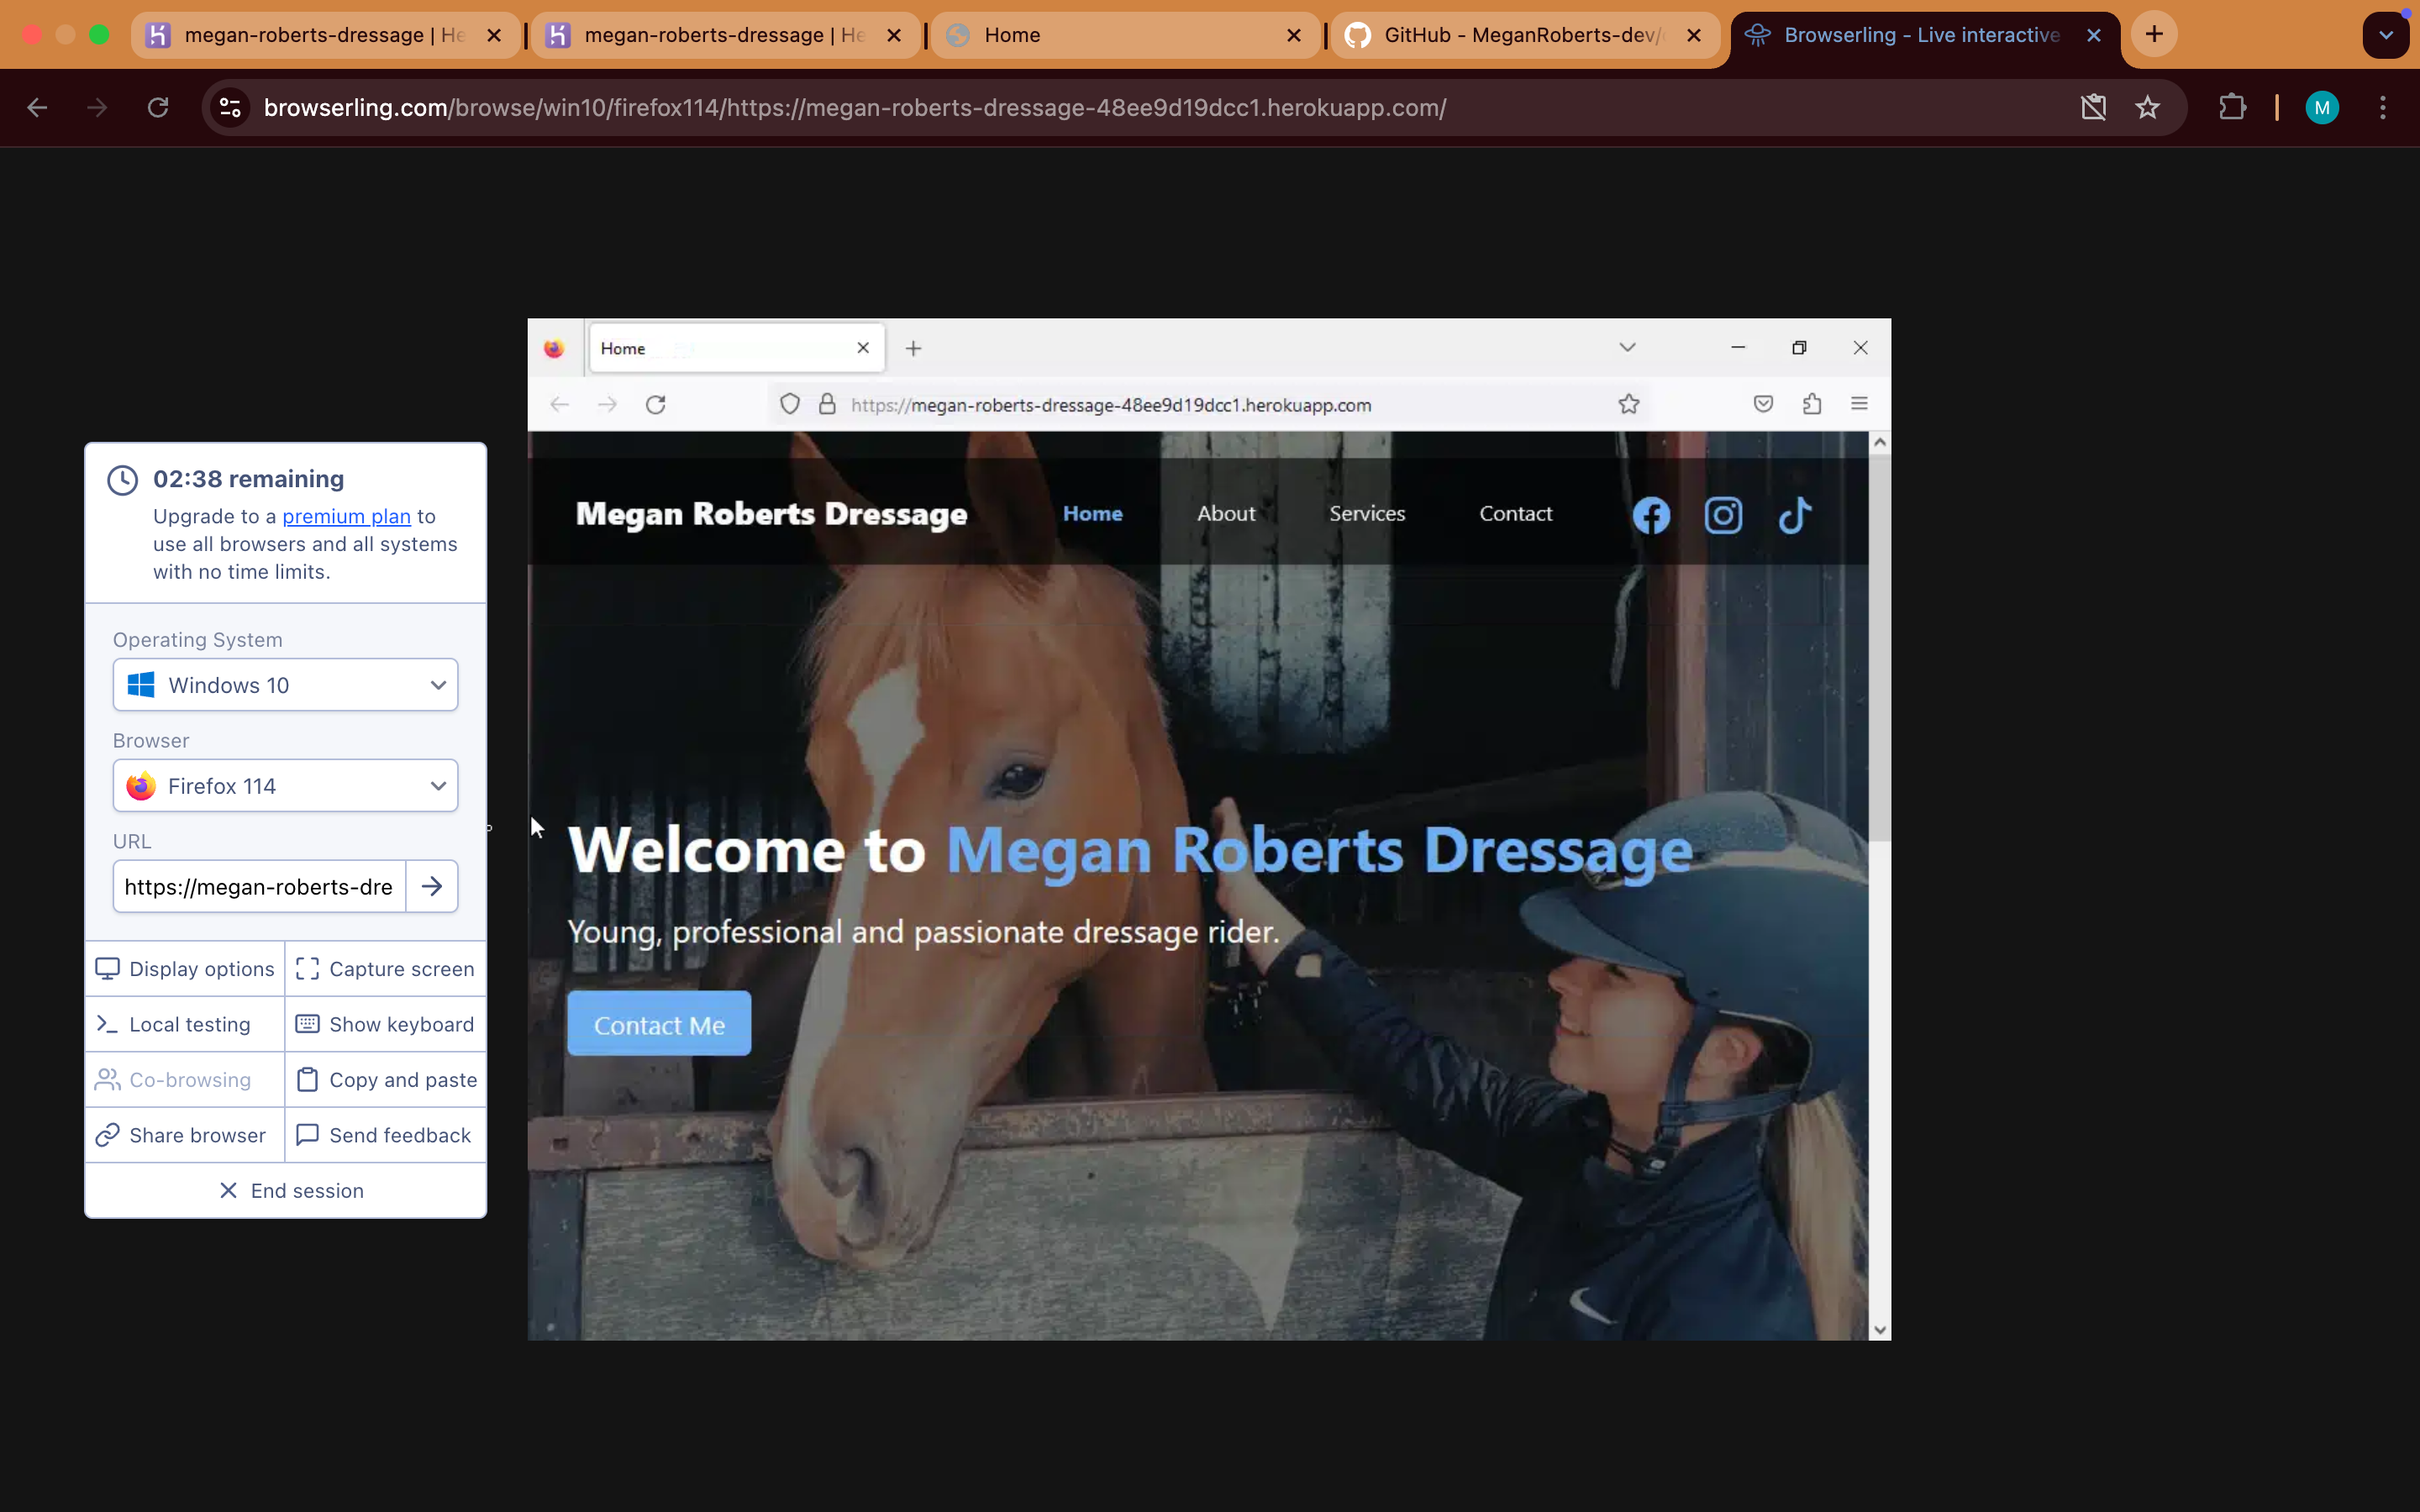 megan-roberts-dressage | He
megan-roberts-dressage | He
Home
GitHub - MeganRoberts-dev/
Browserling - Live interactive
browserling.com/browse/win10/firefox114/https://megan-roberts-dressage-48ee9d19dcc1.herokuapp.com/
M
Home
https://megan-roberts-dressage-48ee9d19dcc1.herokuapp.com
02:38 remaining
Upgrade to a premium plan to
use all browsers and all systems
with no time limits.
Operating System
Windows 10
Browser
Firefox 114
URL
https://megan-roberts-dre
Display options
Capture screen
Local testing
Show keyboard
Co-browsing
Copy and paste
Share browser
Send feedback
End session
Megan Roberts Dressage
Home
About
Services
Contact
Welcome to Megan Roberts Dressage
Young, professional and passionate dressage rider.
Contact Me